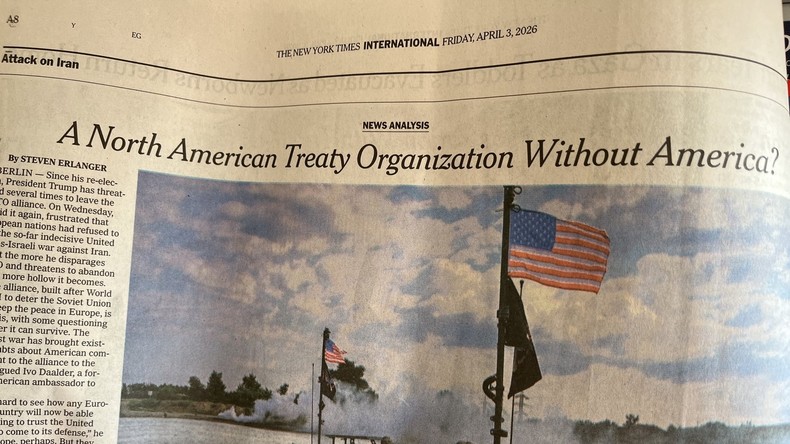 A8
Y
EG
THE NEW YORK TIMES INTERNATIONAL FRIDAY, APRIL 3, 2026
Attack on Iran
NEWS ANALYSIS
A North American Treaty Organization Without America?
By STEVEN ERLANGER
BERLIN — Since his re-elec-
, President Trump has threat-
d several times to leave the
TO alliance. On Wednesday,
id it again, frustrated that
opean nations had refused to
the so-far indecisive United
s-Israeli war against Iran.
t the more he disparages
O and threatens to abandon
more hollow it becomes.
alliance, built after World
I to deter the Soviet Union
eep the peace in Europe, is
is, with some questioning
er it can survive. The
st war has brought exist-
ubts about American com-
nt to the alliance to the
gued Ivo Daalder, a for-
merican ambassador to
hard to see how any Euro-
untry will now be able
ing to trust the United
o come to its defense," he
ope, perhaps. But they